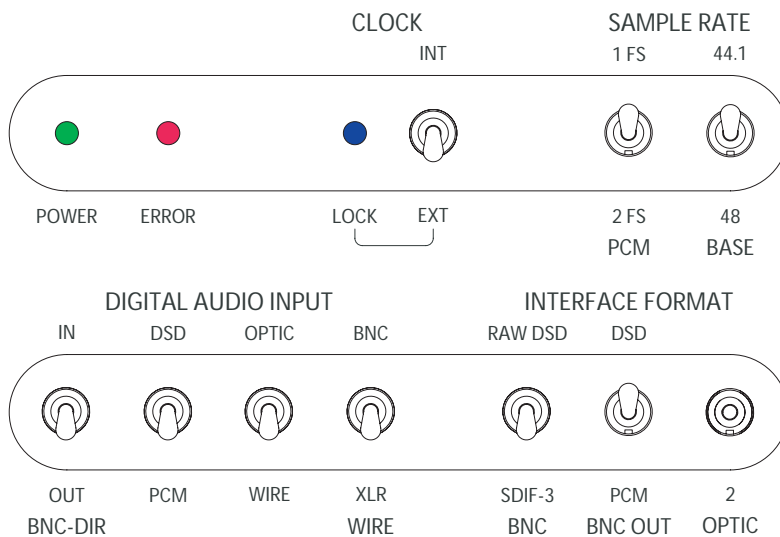 CLOCK SAMPLE RATE
INT 1 FS 44.1
POWER ERROR LOCK EXT 2 FS 48
PCM BASE
DIGITAL AUDIO INPUT INTERFACE FORMAT
IN DSD OPTIC BNC RAW DSD DSD
OUT PCM WIRE XLR SDIF-3 PCM 2
BNC-DIR WIRE BNC BNC OUT OPTIC